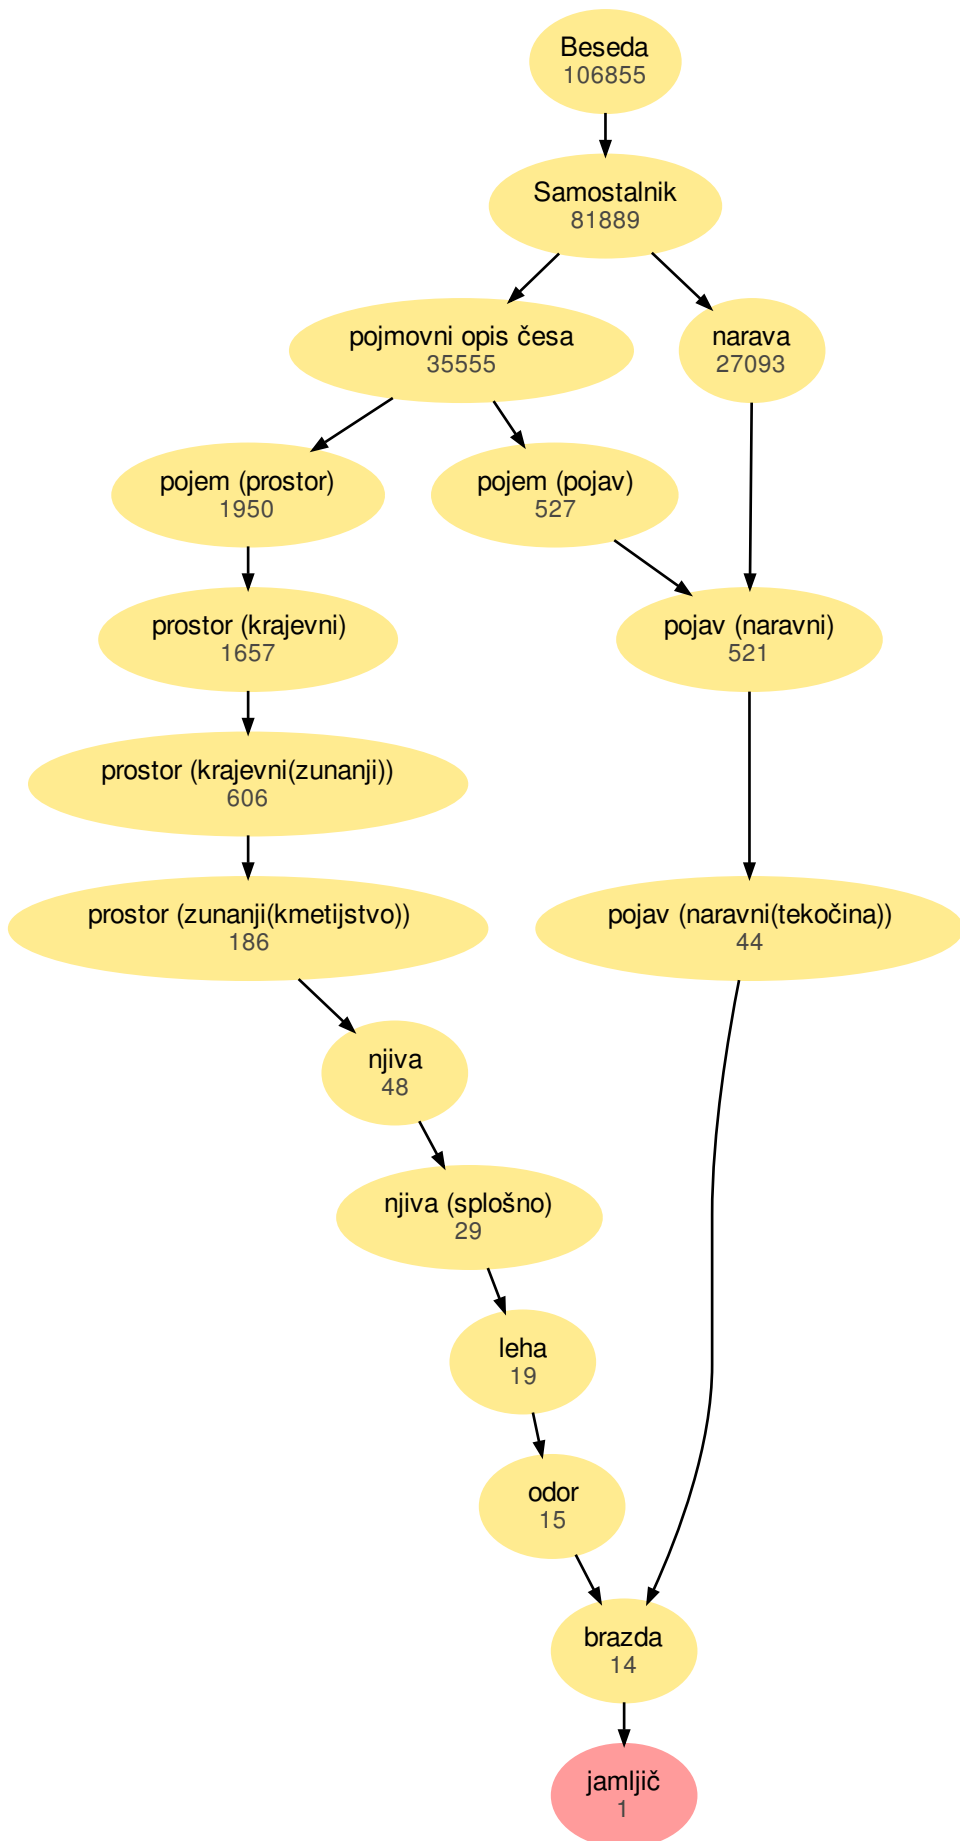 Beseda
106855
Samostalnik
81889
pojmovni opis česa
35555
narava
27093
pojem (prostor)
1950
pojem (pojav)
527
prostor (krajevni)
1657
pojav (naravni)
521
prostor (krajevni(zunanji))
606
prostor (zunanji(kmetijstvo))
186
pojav (naravni(tekočina))
44
njiva
48
njiva (splošno)
29
leha
19
odor
15
brazda
14
jamljič
1